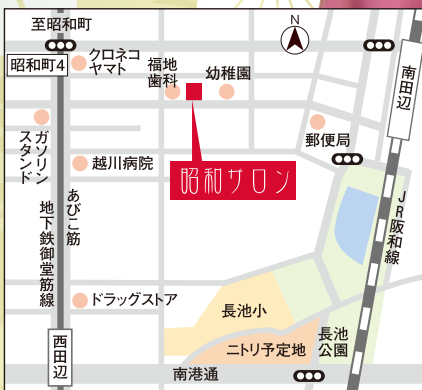 至昭和町
昭和町4
クロネコ
ヤマト
福地
歯科
幼稚園
N
南田辺
郵便局
ガソリン
スタンド
越川病院
昭和サロン
あびこ筋
地下鉄御堂筋線
JR阪和線
ドラッグストア
長池小
西田辺
ニトリ予定地
長池
公園
南港通